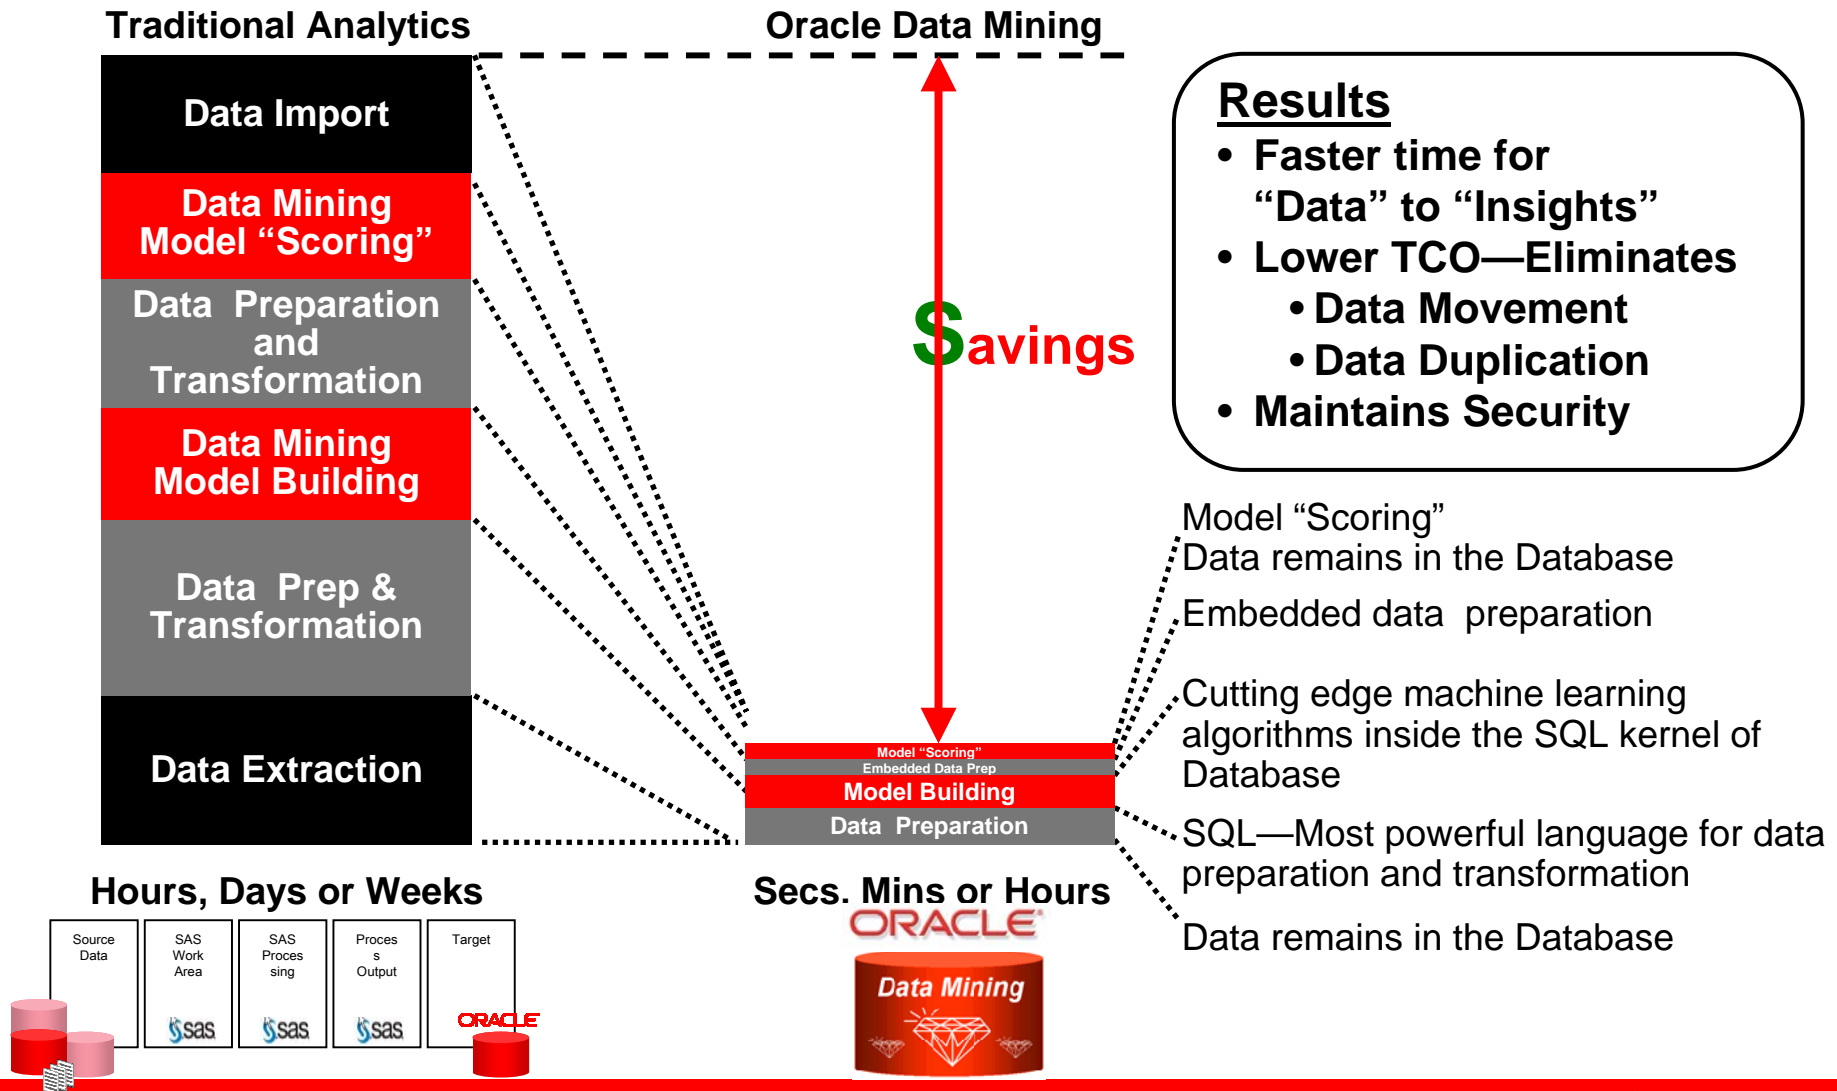 Traditional Analytics
Oracle Data Mining
Data Import
Data Mining
Model “Scoring”
Data  Preparation
and
Transformation
Data Mining
Model Building
Data  Prep &
Transformation
Data Extraction
Hours, Days or Weeks
Savings
Results
• Faster time for
“Data” to “Insights”
• Lower TCO—Eliminates
• Data Movement
• Data Duplication
• Maintains Security
Model “Scoring”
Embedded Data Prep
Model Building
Data  Preparation
Secs, Mins or Hours
Model “Scoring”
Data remains in the Database
Embedded data  preparation
Cutting edge machine learning
algorithms inside the SQL kernel of
Database
SQL—Most powerful language for data
preparation and transformation
Data remains in the Database
Source
Data
SAS
Work
Area
sas
SAS
Proces
sing
sas
Proces
s
Output
sas
Target
ORACLE
ORACLE
Data Mining